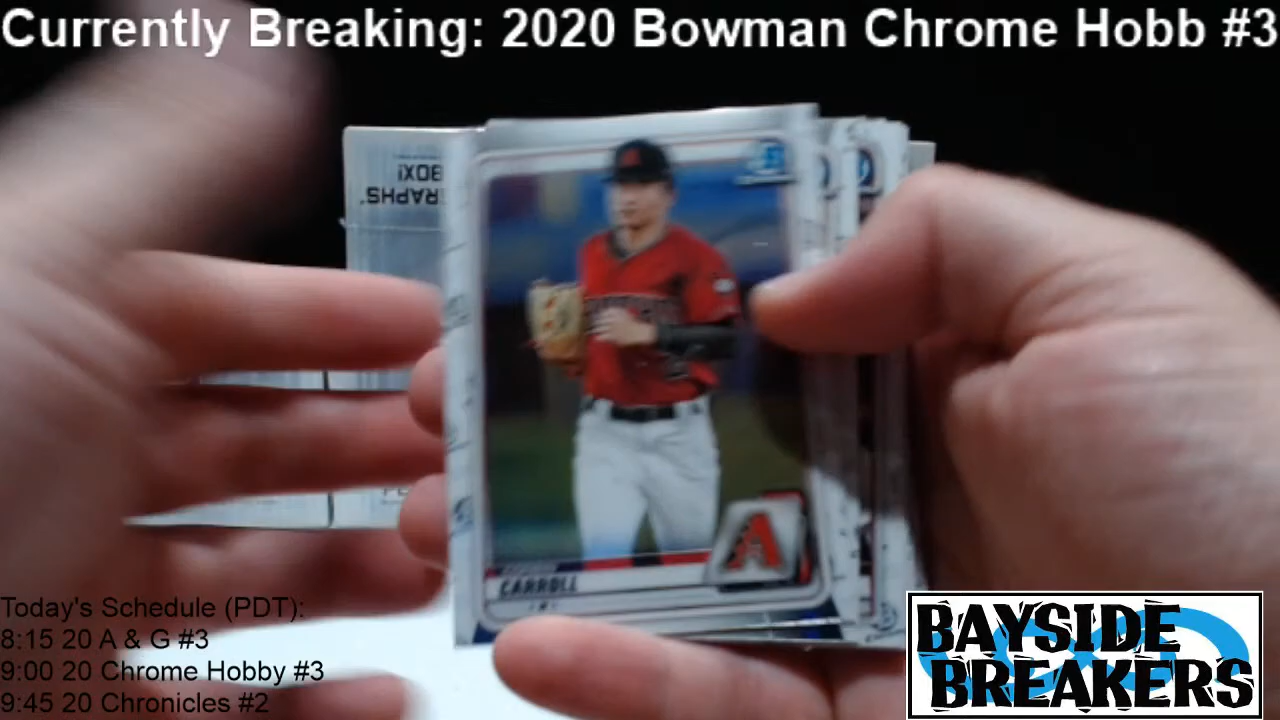 Currently Breaking: 2020 Bowman Chrome Hobb #3
GRAPHS
BOX!
CARROLL
Today's Schedule (PDT):
8:15 20 A & G #3
9:00 20 Chrome Hobby #3
9:45 20 Chronicles #2
BAYSIDE
BREAKERS